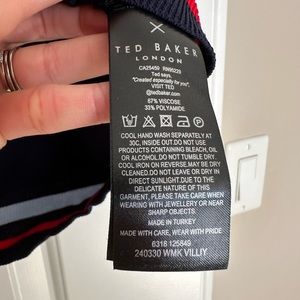 TED BAKER
LONDON
CA25459 RN95229
Ted says,
"Created especially for you"
VISIT TED
@tedbaker.com
67% VISCOSE
33% POLYAMIDE
COOL HAND WASH SEPARATELY AT
30C, INSIDE OUT.DO NOT USE
PRODUCTS CONTAINING BLEACH, OIL
OR ALCOHOL.DO NOT TUMBLE DRY.
COOL IRON ON REVERSE.MAY BE DRY
CLEANED.DO NOT LEAVE OR DRY IN
DIRECT SUNLIGHT.DUE TO THE
DELICATE NATURE OF THIS
GARMENT, PLEASE TAKE CARE WHEN
WEARING WITH JEWELLERY OR NEAR
SHARP OBJECTS.
MADE IN TURKEY
MADE WITH CARE, WEAR WITH PRIDE
6318 125849
240330 WMK VILLIY